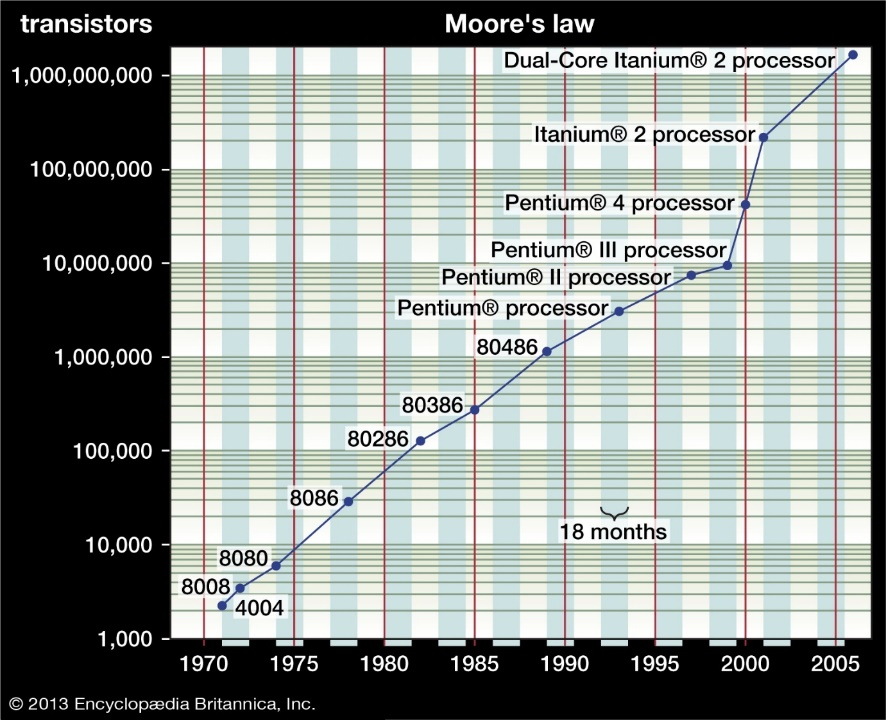 transistors
Moore's law
1,000,000,000
100,000,000
10,000,000
1,000,000
100,000
10,000
1,000
Dual-Core Itanium® 2 processor
Itanium® 2 processor
Pentium® 4 processor
Pentium® III processor
Pentium® II processor
Pentium® processor
80486
80386
80286
8086
8080
8008
4004
18 months
1970 1975 1980 1985 1990 1995 2000 2005
© 2013 Encyclopædia Britannica, Inc.